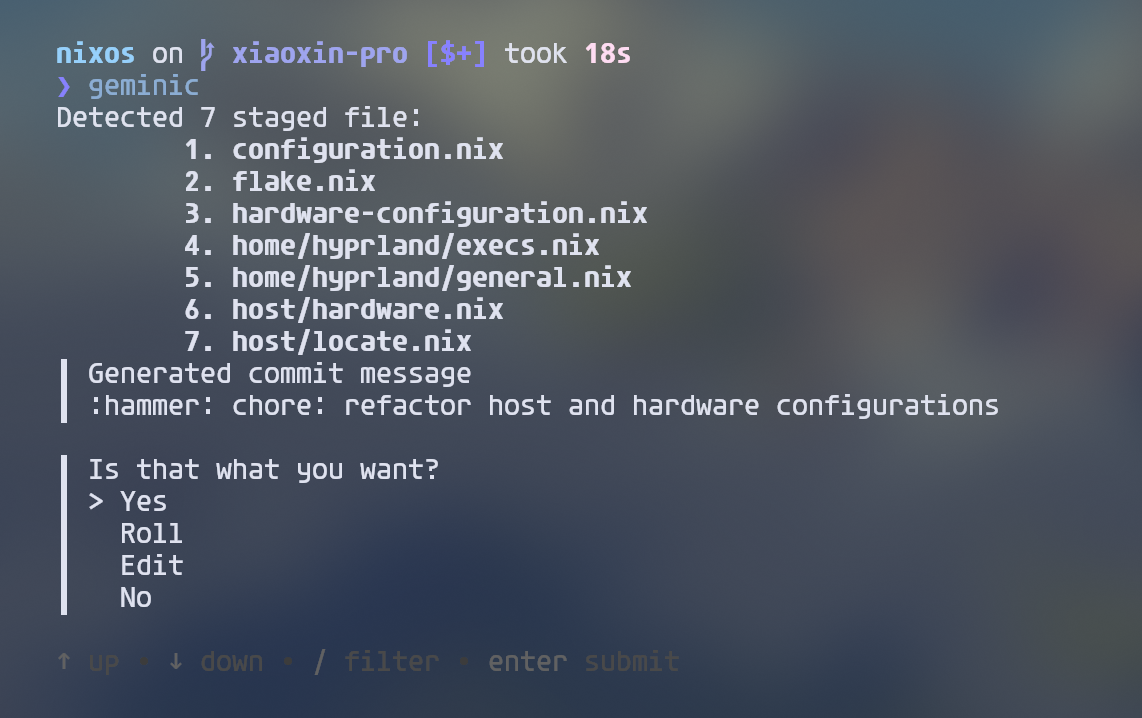 nixos on xiaoxin-pro [$+] took 18s
❯ geminic
Detected 7 staged file:
1. configuration.nix
2. flake.nix
3. hardware-configuration.nix
4. home/hyprland/execs.nix
5. home/hyprland/general.nix
6. host/hardware.nix
7. host/locate.nix
Generated commit message
:hammer: chore: refactor host and hardware configurations
Is that what you want?
> Yes
Roll
Edit
No
↑ up • ↓ down • / filter • enter submit